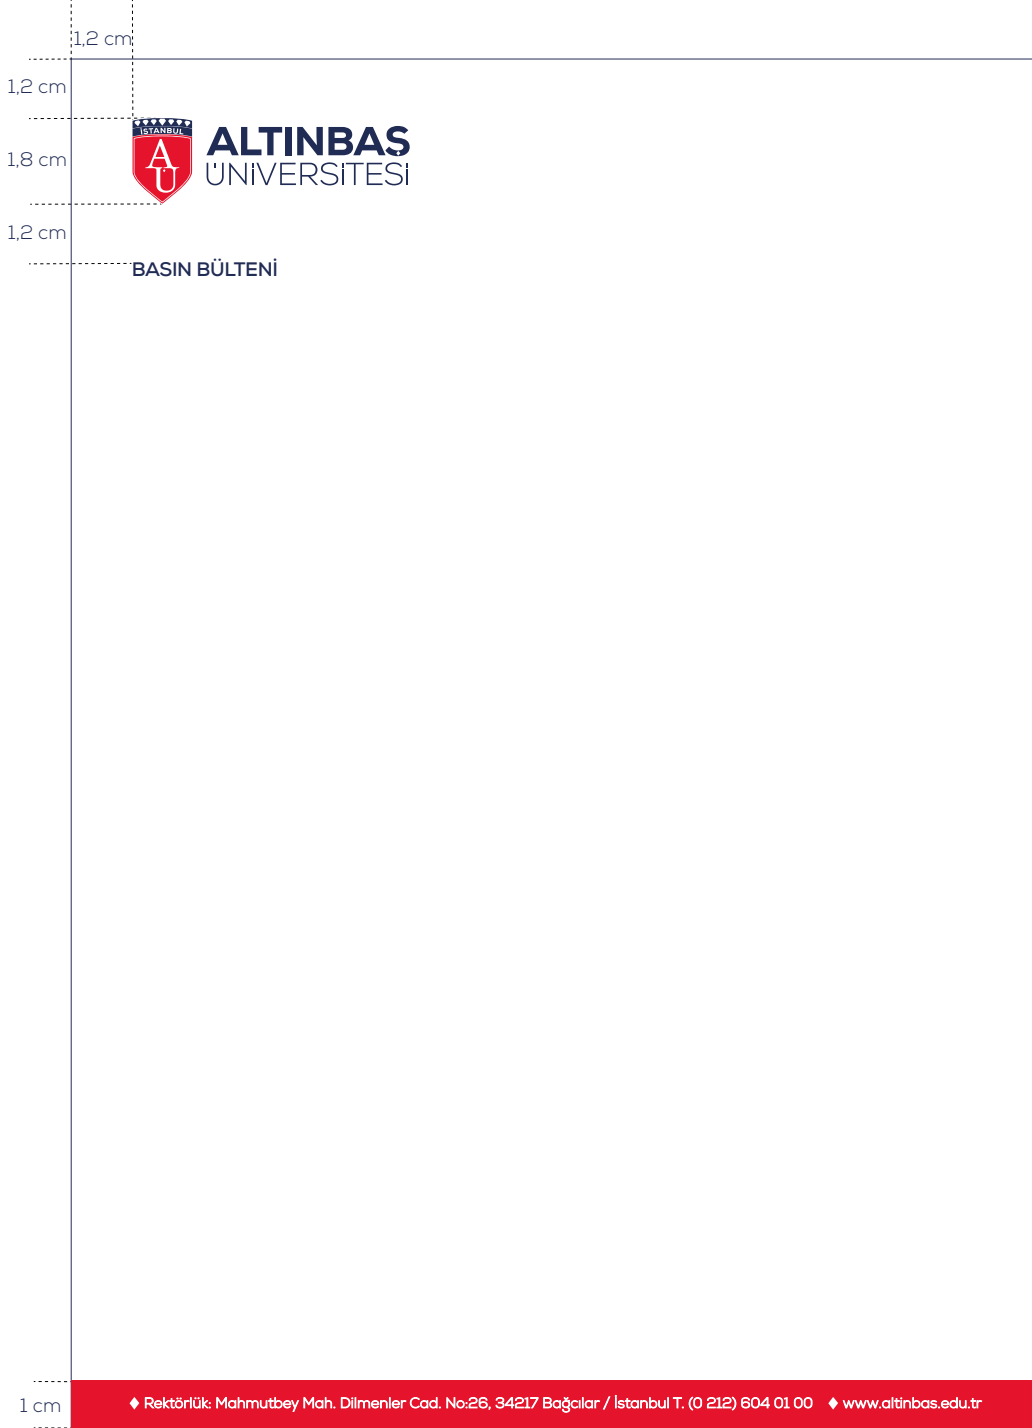 1,2 cm
1,2 cm
1,8 cm
1,2 cm
İSTANBUL
AÜ
ALTINBAŞ
ÜNİVERSİTESİ
BASIN BÜLTENİ
1 cm
♦ Rektörlük: Mahmutbey Mah. Dilmenler Cad. No:26, 34217 Bağcılar / İstanbul T. (0 212) 604 01 00 ♦ www.altinbas.edu.tr